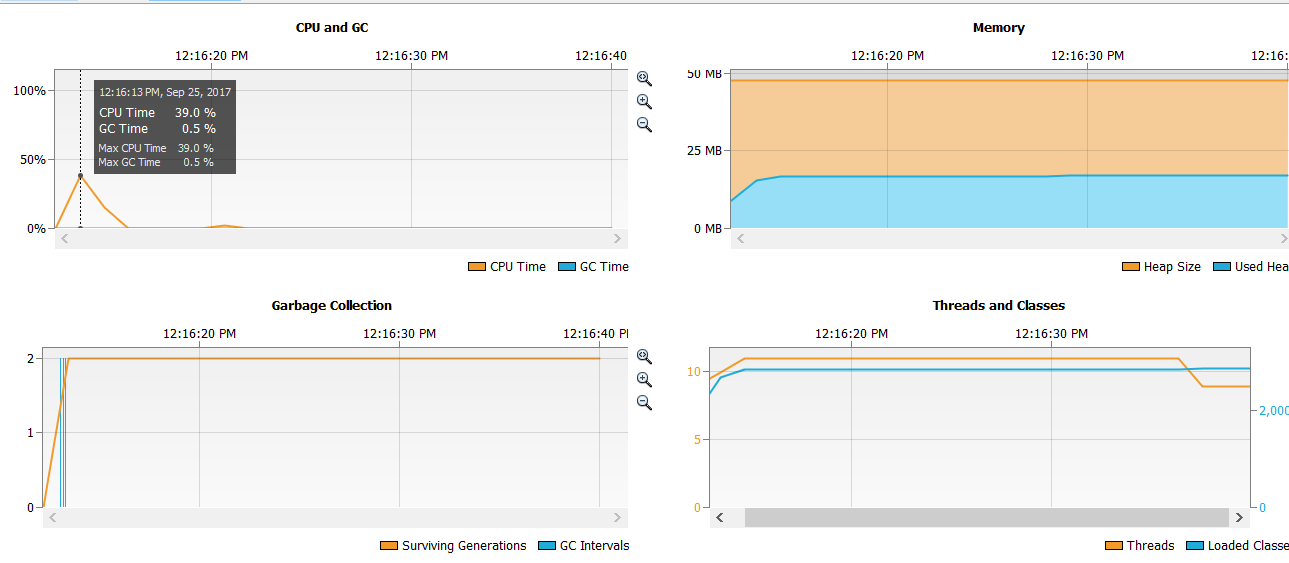 CPU and GC
12:16:20 PM 12:16:30 PM 12:16:40
100%
50%
0%
12:16:13 PM, Sep 25, 2017
CPU Time 39.0 %
GC Time 0.5 %
Max CPU Time 39.0 %
Max GC Time 0.5 %
CPU Time GC Time
Memory
12:16:20 PM 12:16:30 PM 12:16:
50 MB
25 MB
0 MB
Heap Size Used Hea
Garbage Collection
12:16:20 PM 12:16:30 PM 12:16:40 P
2
1
0
Surviving Generations GC Intervals
Threads and Classes
12:16:20 PM 12:16:30 PM
10
5
0
2,000
0
Threads Loaded Classe